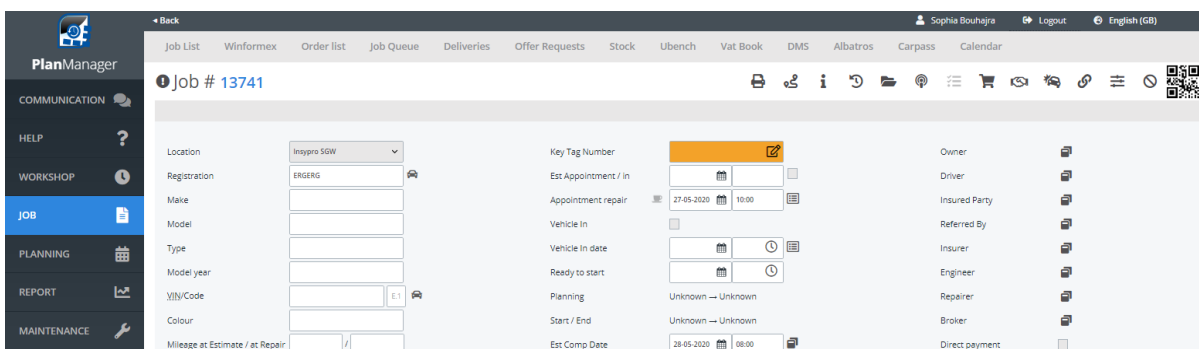 ◂ Back
Sophia Bouhajra
Logout
English (GB)
PlanManager
Job List Winformex Order list Job Queue Deliveries Offer Requests Stock Ubench Vat Book DMS Albatros Carpass Calendar
Job # 13741
COMMUNICATION
HELP
WORKSHOP
JOB
PLANNING
REPORT
MAINTENANCE
Location Insypro SGW
Registration ERGERG
Make
Model
Type
Model year
VIN/Code E.1
Colour
Mileage at Estimate / at Repair /
Key Tag Number
Est Appointment / in
Appointment repair 27-05-2020 10:00
Vehicle In
Vehicle In date
Ready to start
Planning Unknown → Unknown
Start / End Unknown → Unknown
Est Comp Date 28-05-2020 08:00
Owner
Driver
Insured Party
Referred By
Insurer
Engineer
Repairer
Broker
Direct payment